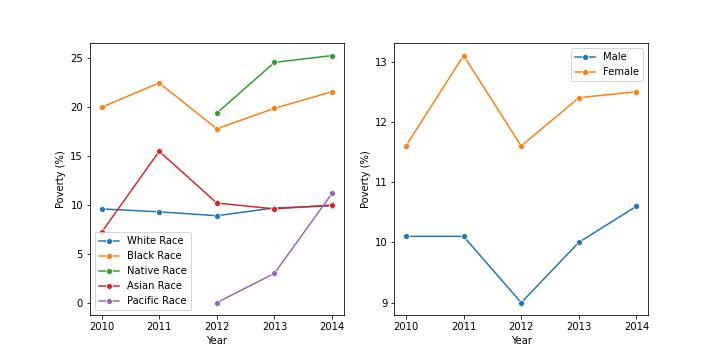 25
20
15
10
5
0
Poverty (%)
White Race
Black Race
Native Race
Asian Race
Pacific Race
2010 2011 2012 2013 2014
Year
13
12
11
10
9
Poverty (%)
Male
Female
2010 2011 2012 2013 2014
Year